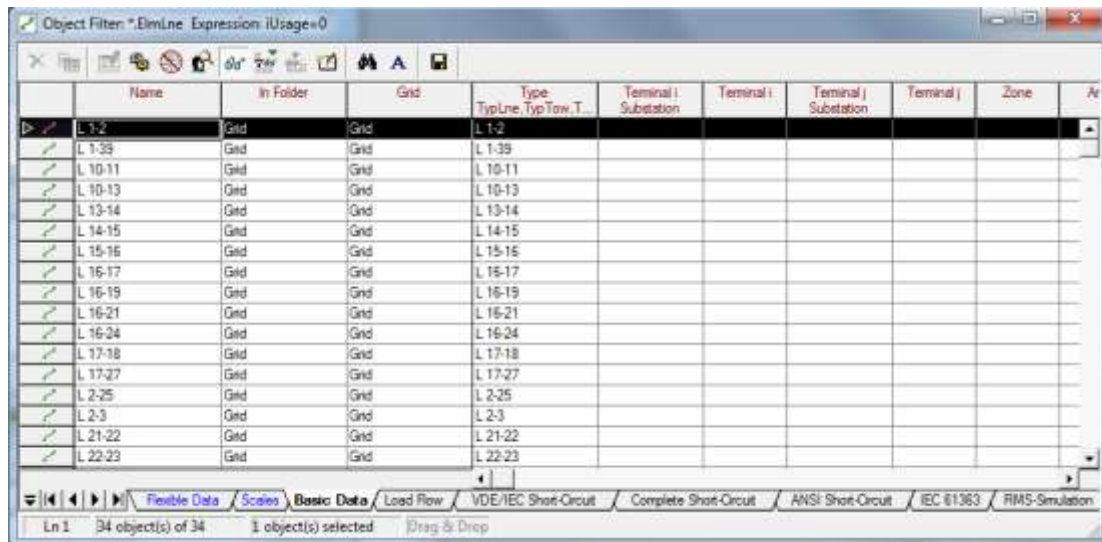 Object Filter: *.ElmLne Expression: iUsage=0
Name In Folder Grid Type TypLne,TypTow,T... Terminal i Substation Terminal i Terminal j Substation Terminal j Zone Ar
L 1-2 Grid Grid L 1-2
L 1-39 Grid Grid L 1-39
L 10-11 Grid Grid L 10-11
L 10-13 Grid Grid L 10-13
L 13-14 Grid Grid L 13-14
L 14-15 Grid Grid L 14-15
L 15-16 Grid Grid L 15-16
L 16-17 Grid Grid L 16-17
L 16-19 Grid Grid L 16-19
L 16-21 Grid Grid L 16-21
L 16-24 Grid Grid L 16-24
L 17-18 Grid Grid L 17-18
L 17-27 Grid Grid L 17-27
L 2-25 Grid Grid L 2-25
L 2-3 Grid Grid L 2-3
L 21-22 Grid Grid L 21-22
L 22-23 Grid Grid L 22-23
Flexible Data Scales Basic Data Load Flow VDE/IEC Short-Circuit Complete Short-Circuit ANSI Short-Circuit IEC 61363 RMS-Simulation
Ln 1 34 object(s) of 34 1 object(s) selected Drag & Drop